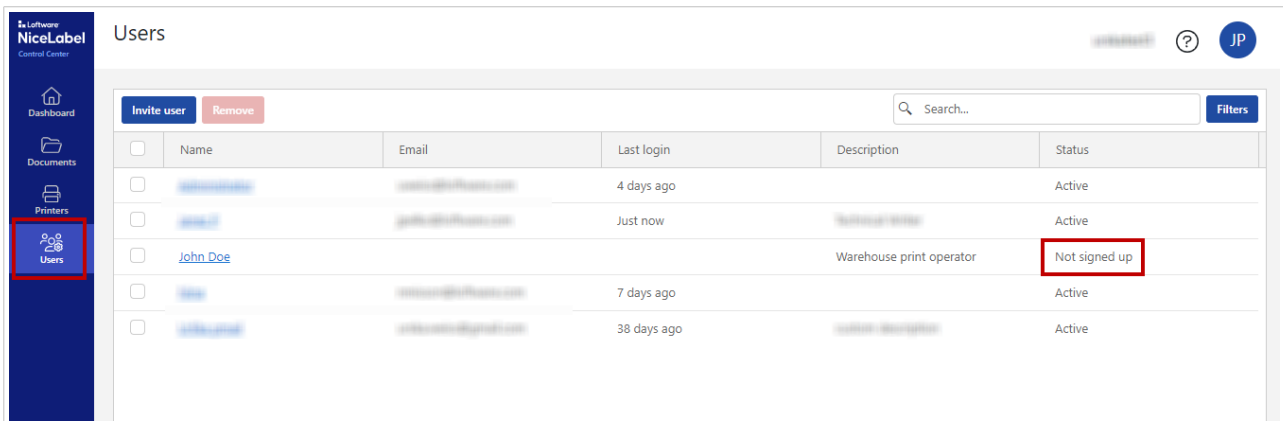 Loftware
NiceLabel
Control Center
Dashboard
Documents
Printers
Users
Users
? JP
Invite user Remove Search... Filters
Name Email Last login Description Status
4 days ago Active
Just now Active
John Doe Warehouse print operator Not signed up
7 days ago Active
38 days ago Active